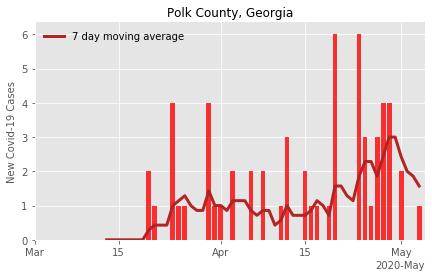 Polk County, Georgia
7 day moving average
New Covid-19 Cases
6
5
4
3
2
1
0
Mar 15 Apr 15 May
2020-May